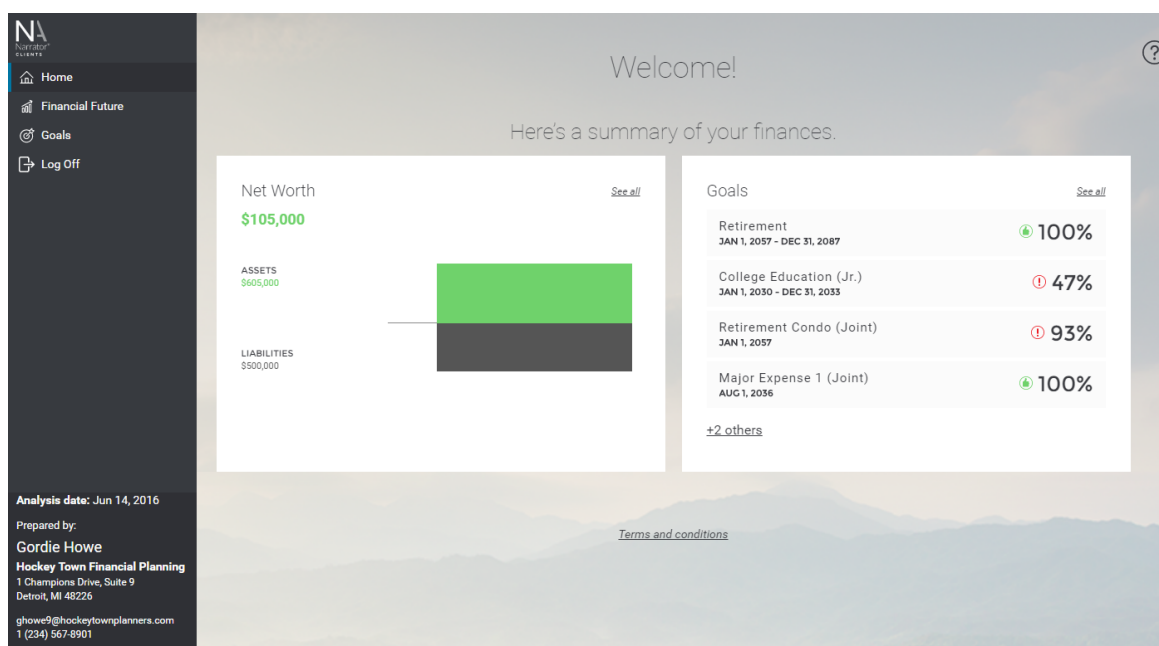 NA
Narrator®
CLIENTS
Home
Financial Future
Goals
Log Off
Analysis date: Jun 14, 2016
Prepared by:
Gordie Howe
Hockey Town Financial Planning
1 Champions Drive, Suite 9
Detroit, MI 48226
ghowe9@hockeytownplanners.com
1 (234) 567-8901
?
Welcome!
Here's a summary of your finances.
Net Worth
See all
$105,000
ASSETS
$605,000
LIABILITIES
$500,000
Goals
See all
Retirement
JAN 1, 2057 - DEC 31, 2087
100%
College Education (Jr.)
JAN 1, 2030 - DEC 31, 2033
47%
Retirement Condo (Joint)
JAN 1, 2057
93%
Major Expense 1 (Joint)
AUG 1, 2036
100%
+2 others
Terms and conditions